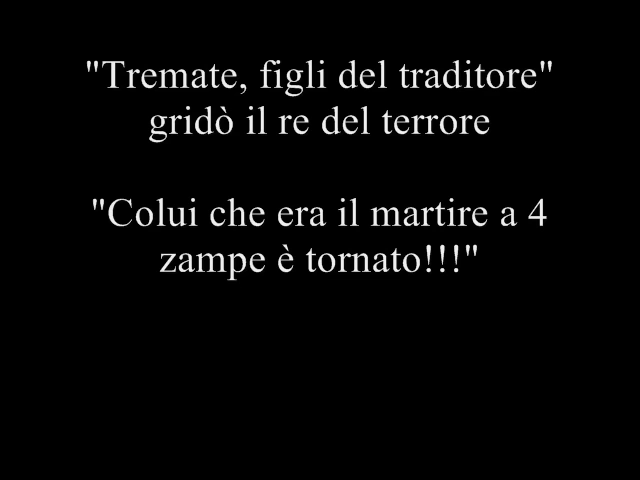 "Tremate, figli del traditore"
gridò il re del terrore
"Colui che era il martire a 4
zampe è tornato!!!"